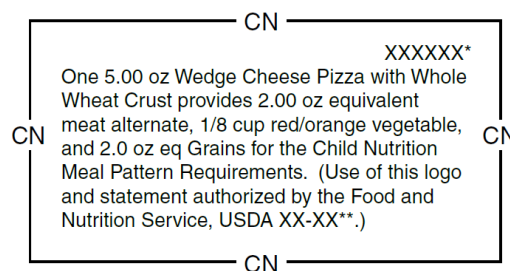 CN
XXXXXX*
One 5.00 oz Wedge Cheese Pizza with Whole
Wheat Crust provides 2.00 oz equivalent
CN meat alternate, 1/8 cup red/orange vegetable, CN
and 2.0 oz eq Grains for the Child Nutrition
Meal Pattern Requirements. (Use of this logo
and statement authorized by the Food and
Nutrition Service, USDA XX-XX**.)
CN